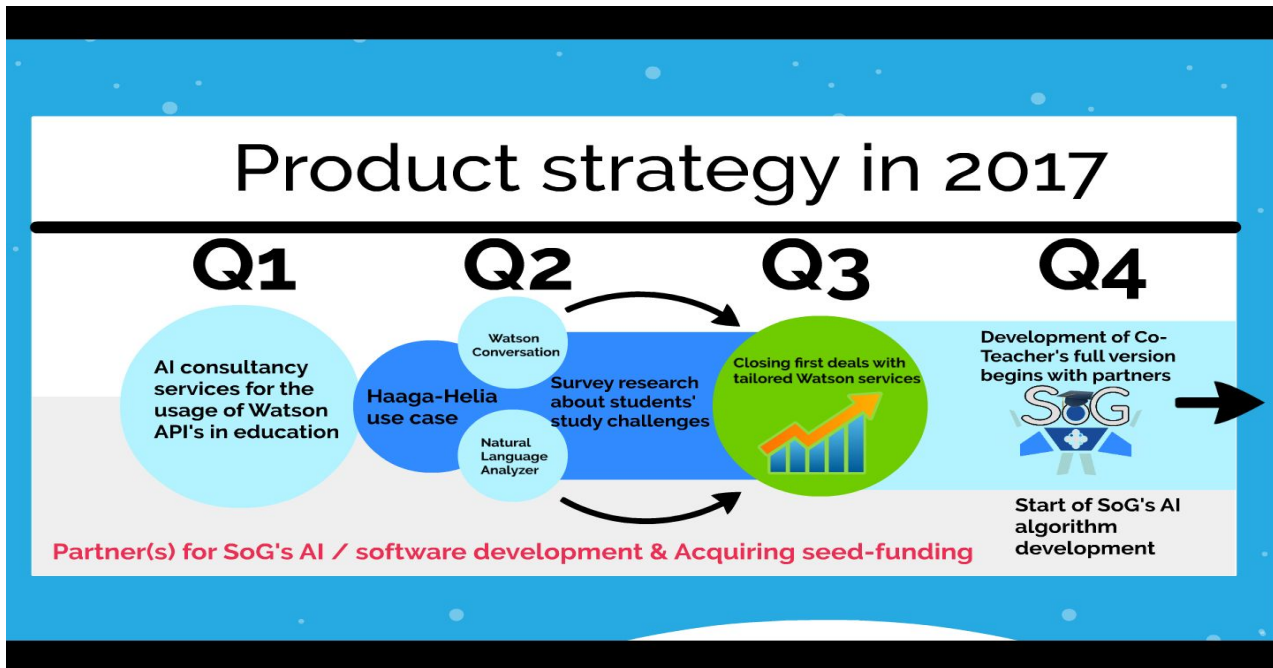 Product strategy in 2017
Q1
Q2
Q3
Q4
AI consultancy
services for the
usage of Watson
API's in education
Haaga-Helia
use case
Watson
Conversation
Natural
Language
Analyzer
Survey research
about students'
study challenges
Closing first deals with
tailored Watson services
Development of Co-
Teacher's full version
begins with partners
SoG
Start of SoG's AI
algorithm
development
Partner(s) for SoG's AI / software development & Acquiring seed-funding